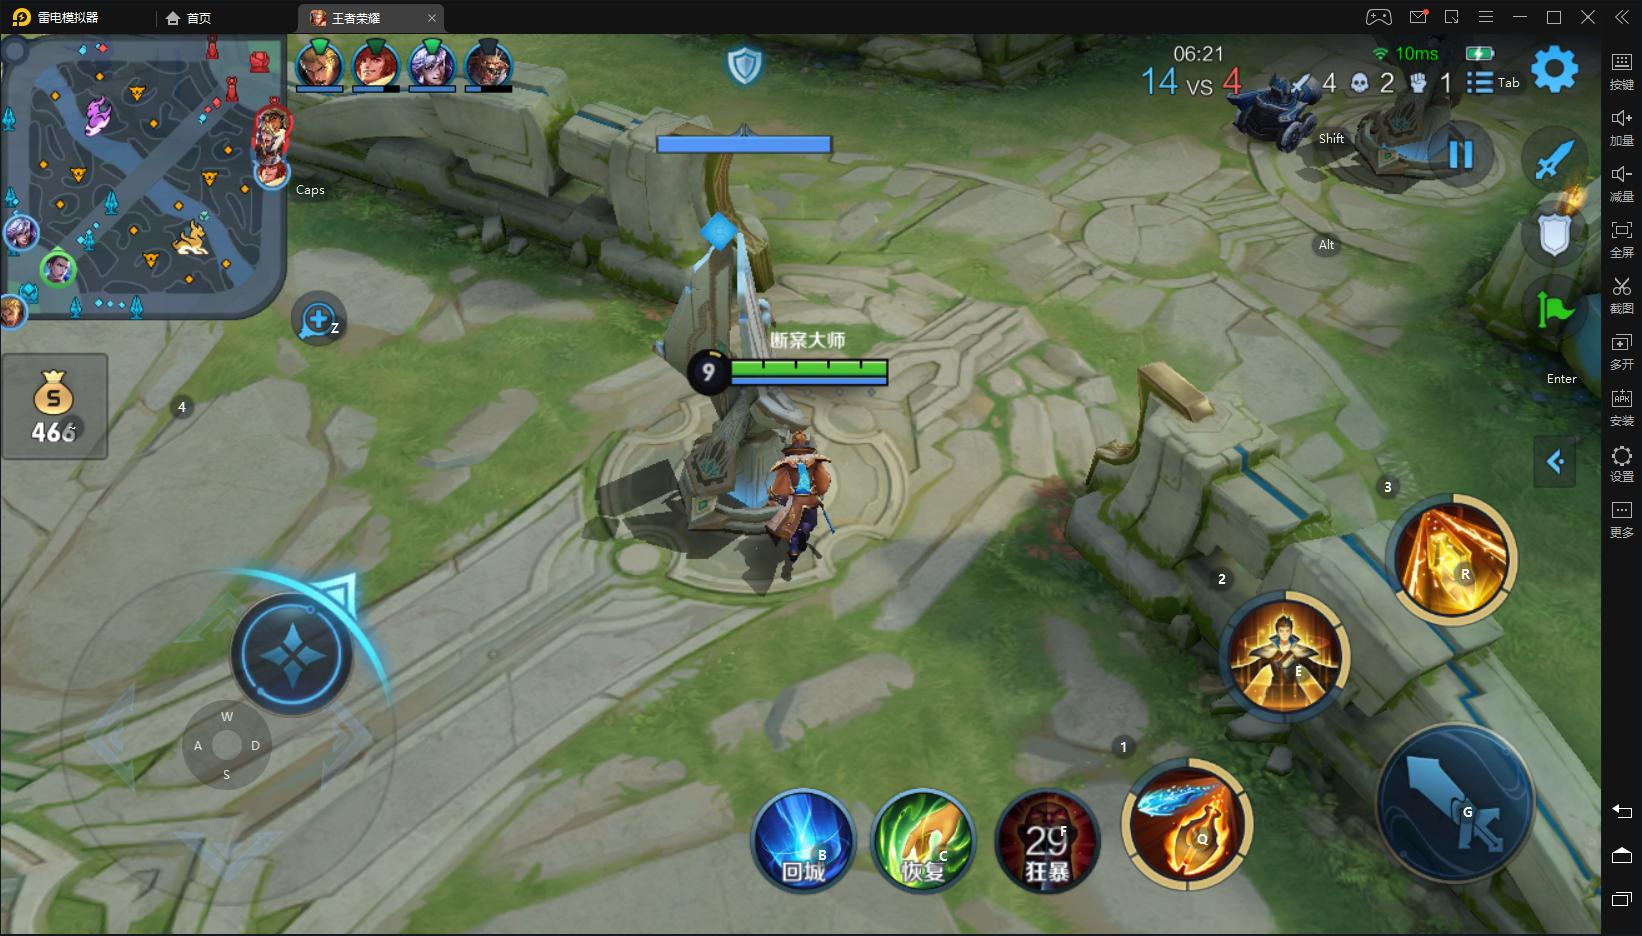 雷电模拟器
首页
王者荣耀
06:21
10ms
14 vs 4
4
2
1
Tab
按键
加量
减量
全屏
截图
多开
安装
设置
更多
Shift
Caps
Alt
Z
断案大师
9
Enter
466
4
3
R
2
E
W
A
D
S
1
B
回城
C
恢复
29
F
狂暴
Q
G